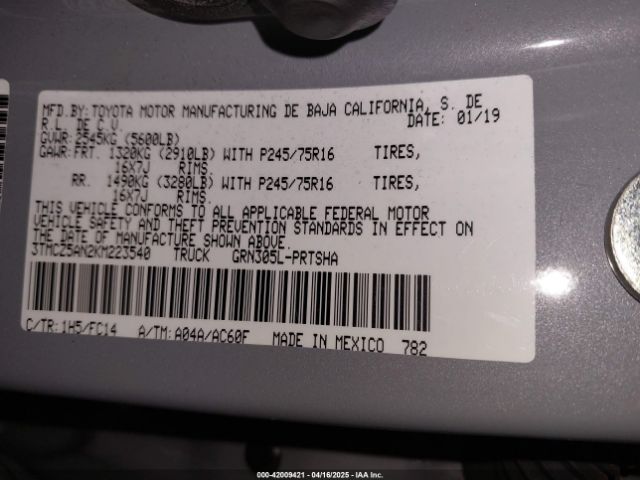 MFD.BY:TOYOTA MOTOR MANUFACTURING DE BAJA CALIFORNIA, S. DE
R.L. DE C.V. DATE: 01/19
GVWR: 2545KG (5600LB)
GAWR:FRT. 1320KG (2910LB) WITH P245/75R16 TIRES,
16X7J RIMS.
RR. 1490KG (3280LB) WITH P245/75R16 TIRES,
16X7J RIMS.
THIS VEHICLE CONFORMS TO ALL APPLICABLE FEDERAL MOTOR
VEHICLE SAFETY AND THEFT PREVENTION STANDARDS IN EFFECT ON
THE DATE OF MANUFACTURE SHOWN ABOVE.
3TMCZ5AN2KM223540 TRUCK GRN305L-PRTSHA
C/TR:1H5/FC14 A/TM:A04A/AC60F MADE IN MEXICO 782
000-42009421 - 04/16/2025 - IAA Inc.